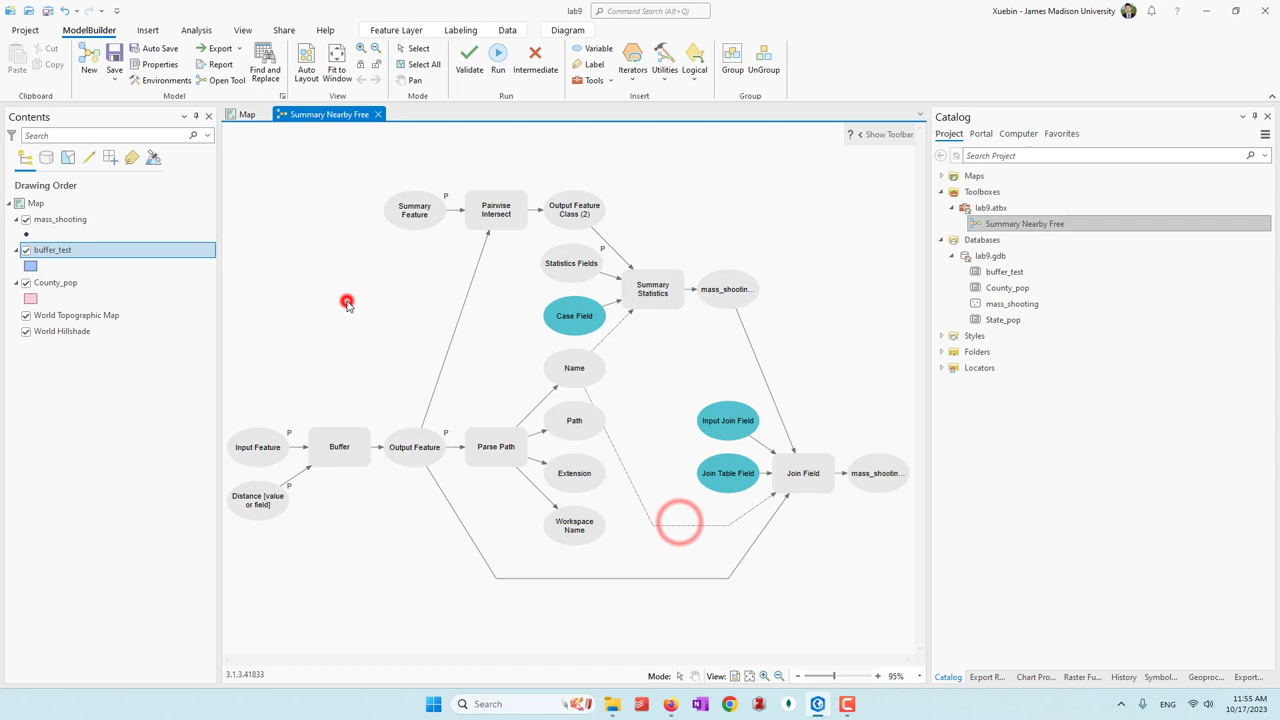 lab9
Command Search (Alt+Q)
Xuebin - James Madison University
Project
ModelBuilder
Insert
Analysis
View
Share
Help
Feature Layer
Labeling
Data
Diagram
Paste
Cut
Copy
Clipboard
New
Save
Auto Save
Properties
Environments
Export
Report
Open Tool
Find and Replace
Model
Auto Layout
Fit to Window
View
Select
Select All
Pan
Mode
Validate
Run
Intermediate
Run
Variable
Label
Tools
Iterators
Utilities
Logical
Insert
Group
UnGroup
Group
Contents
Search
Drawing Order
Map
mass_shooting
buffer_test
County_pop
World Topographic Map
World Hillshade
Map
Summary Nearby Free
? Show Toolbar
Summary Feature
P
Pairwise Intersect
Output Feature Class (2)
Statistics Fields
P
Case Field
Summary Statistics
mass_shootin...
Name
Path
Extension
Workspace Name
Input Feature
P
Buffer
Output Feature
P
Parse Path
Distance [value or field]
P
Input Join Field
Join Table Field
Join Field
mass_shootin...
3.1.3.41833
Mode:
View:
95%
Catalog
Project
Portal
Computer
Favorites
Search Project
Maps
Toolboxes
lab9.atbx
Summary Nearby Free
Databases
lab9.gdb
buffer_test
County_pop
mass_shooting
State_pop
Styles
Folders
Locators
Catalog
Export R...
Chart Pro...
Raster Fu...
History
Symbol...
Geoproc...
Export...
Search
ENG
11:55 AM
10/17/2023